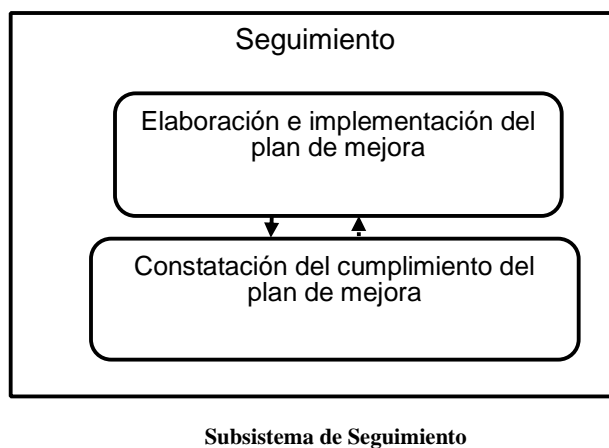 Seguimiento
Elaboración e implementación del
plan de mejora
Constatación del cumplimiento del
plan de mejora
Subsistema de Seguimiento